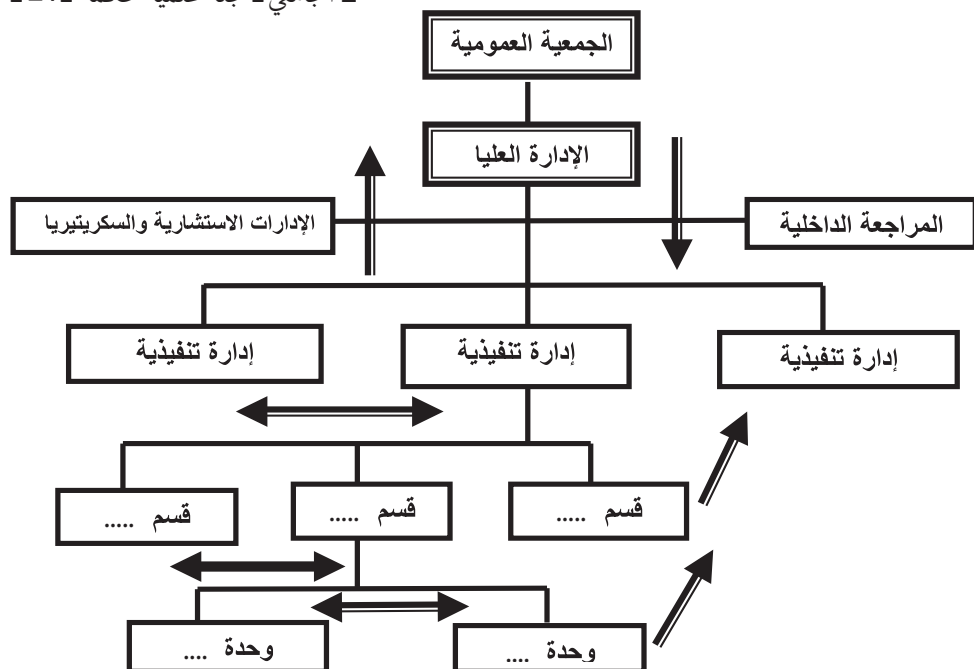 الجمعية العمومية
الإدارة العليا
المراجعة الداخلية
الإدارات الاستشارية والسكريتيريا
إدارة تنفيذية
إدارة تنفيذية
إدارة تنفيذية
قسم .....
قسم .....
قسم .....
وحدة ....
وحدة ....